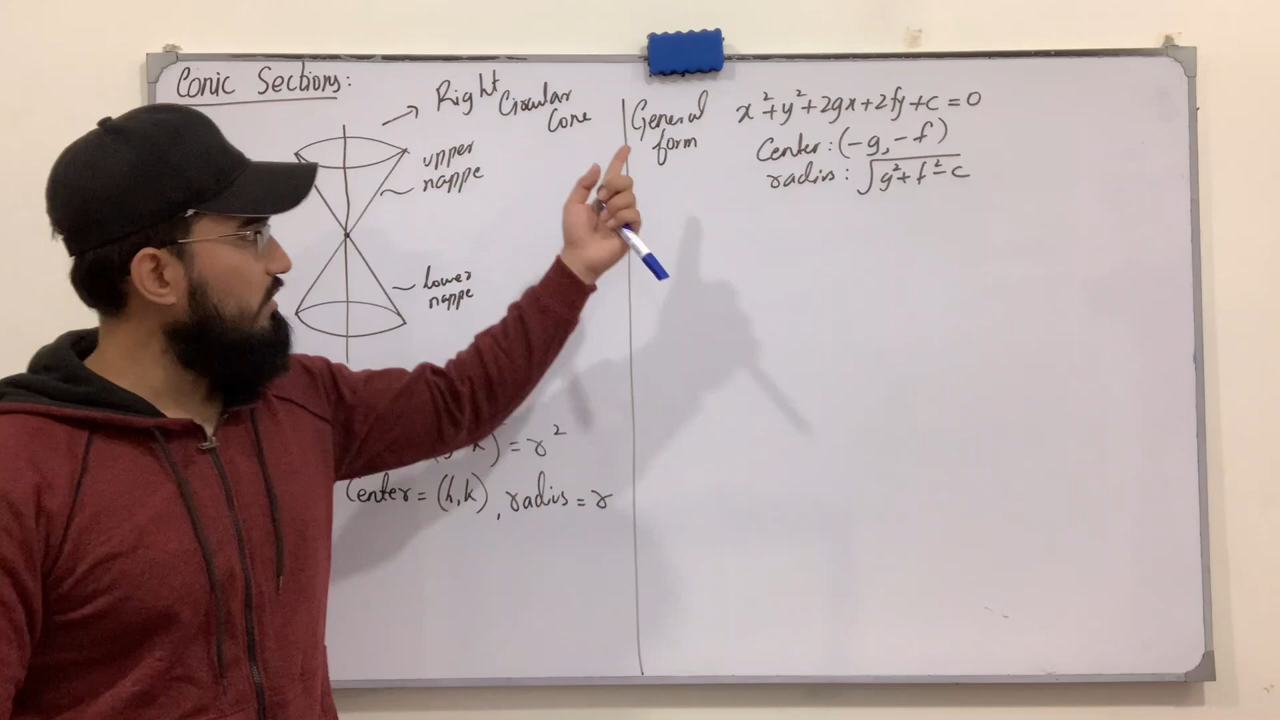 Conic Sections:
Right Circular
Cone
upper
nappe
lower
nappe
) = r²
Center = (h,k), radius = r
General
form
x²+y²+2gx+2fy+c=0
Center: (-g,-f)
radius: √g²+f²-c